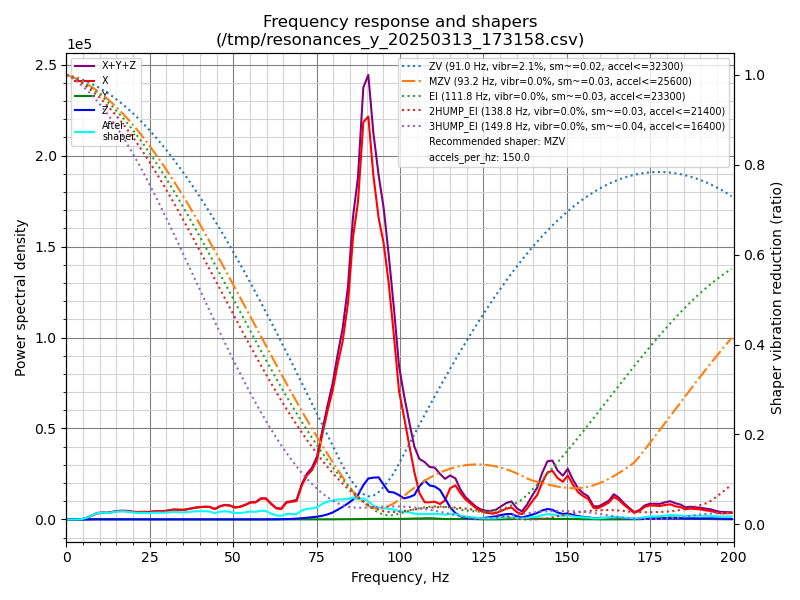 Frequency response and shapers
(/tmp/resonances_y_20250313_173158.csv)
1e5
X+Y+Z
X
Y
Z
After
shaper
ZV (91.0 Hz, vibr=2.1%, sm~=0.02, accel<=32300)
MZV (93.2 Hz, vibr=0.0%, sm~=0.03, accel<=25600)
EI (111.8 Hz, vibr=0.0%, sm~=0.03, accel<=23300)
2HUMP_EI (138.8 Hz, vibr=0.0%, sm~=0.03, accel<=21400)
3HUMP_EI (149.8 Hz, vibr=0.0%, sm~=0.04, accel<=16400)
Recommended shaper: MZV
accels_per_hz: 150.0
Power spectral density
2.5
2.0
1.5
1.0
0.5
0.0
1.0
0.8
0.6
0.4
0.2
0.0
Shaper vibration reduction (ratio)
0
25
50
75
100
125
150
175
200
Frequency, Hz